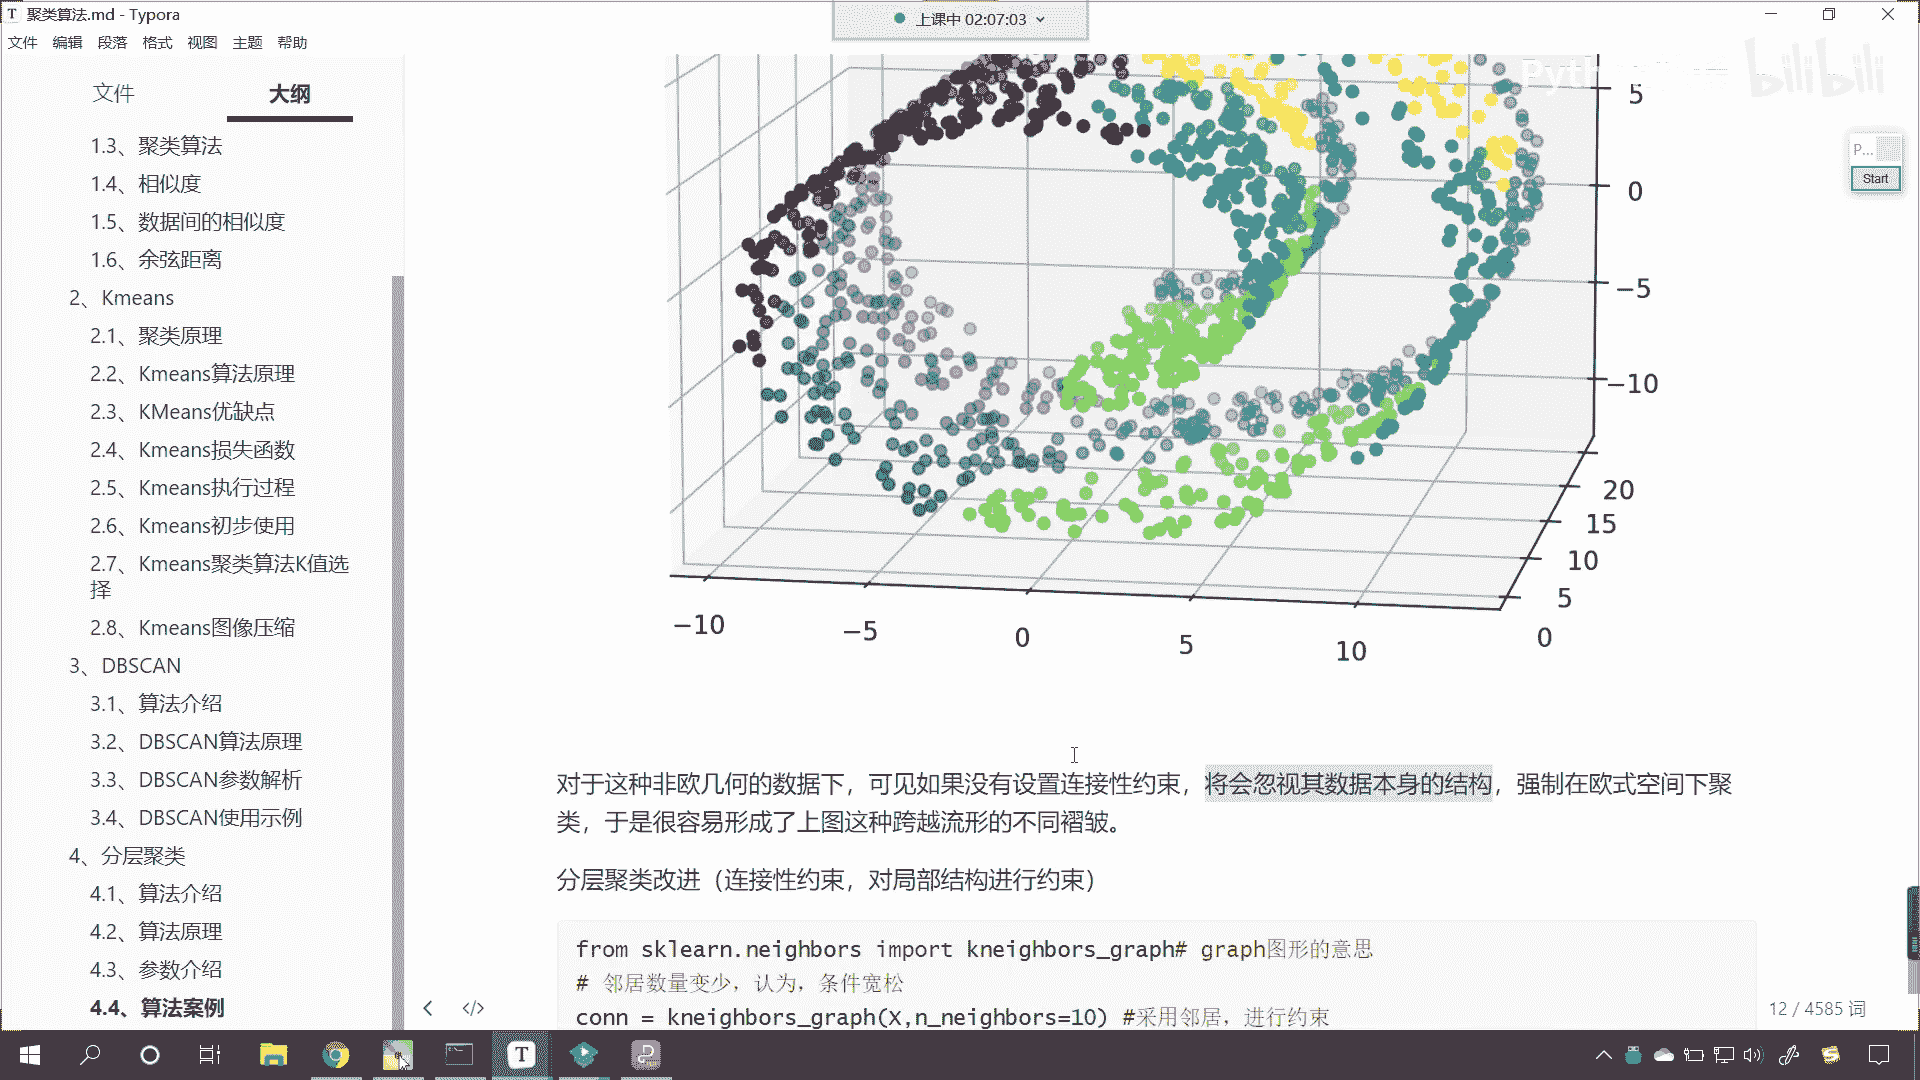 T 聚类算法.md - Typora
上课中 02:07:03
文件 编辑 段落 格式 视图 主题 帮助
文件 大纲
1.3、聚类算法
1.4、相似度
1.5、数据间的相似度
1.6、余弦距离
2、Kmeans
2.1、聚类原理
2.2、Kmeans算法原理
2.3、KMeans优缺点
2.4、Kmeans损失函数
2.5、Kmeans执行过程
2.6、Kmeans初步使用
2.7、Kmeans聚类算法K值选
择
2.8、Kmeans图像压缩
3、DBSCAN
3.1、算法介绍
3.2、DBSCAN算法原理
3.3、DBSCAN参数解析
3.4、DBSCAN使用示例
4、分层聚类
4.1、算法介绍
4.2、算法原理
4.3、参数介绍
4.4、算法案例
bilibili
P...
Start
5
0
−5
−10
20
15
10
5
0
−10 −5 0 5 10
对于这种非欧几何的数据下，可见如果没有设置连接性约束，将会忽视其数据本身的结构，强制在欧式空间下聚
类，于是很容易形成了上图这种跨越流形的不同褶皱。
分层聚类改进（连接性约束，对局部结构进行约束）
from sklearn.neighbors import kneighbors_graph# graph图形的意思
# 邻居数量变少，认为，条件宽松
conn = kneighbors_graph(X,n_neighbors=10) #采用邻居，进行约束
12 / 4585 词